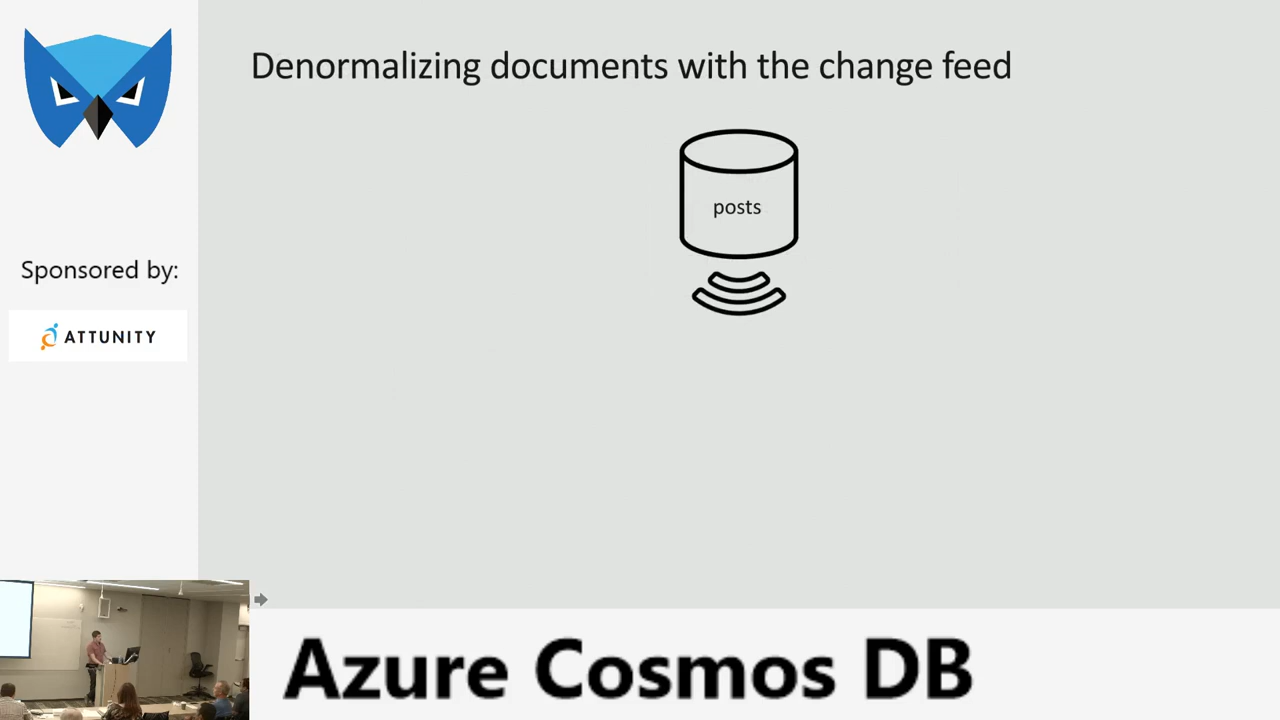 Denormalizing documents with the change feed
posts
Sponsored by:
ATTUNITY
Azure Cosmos DB